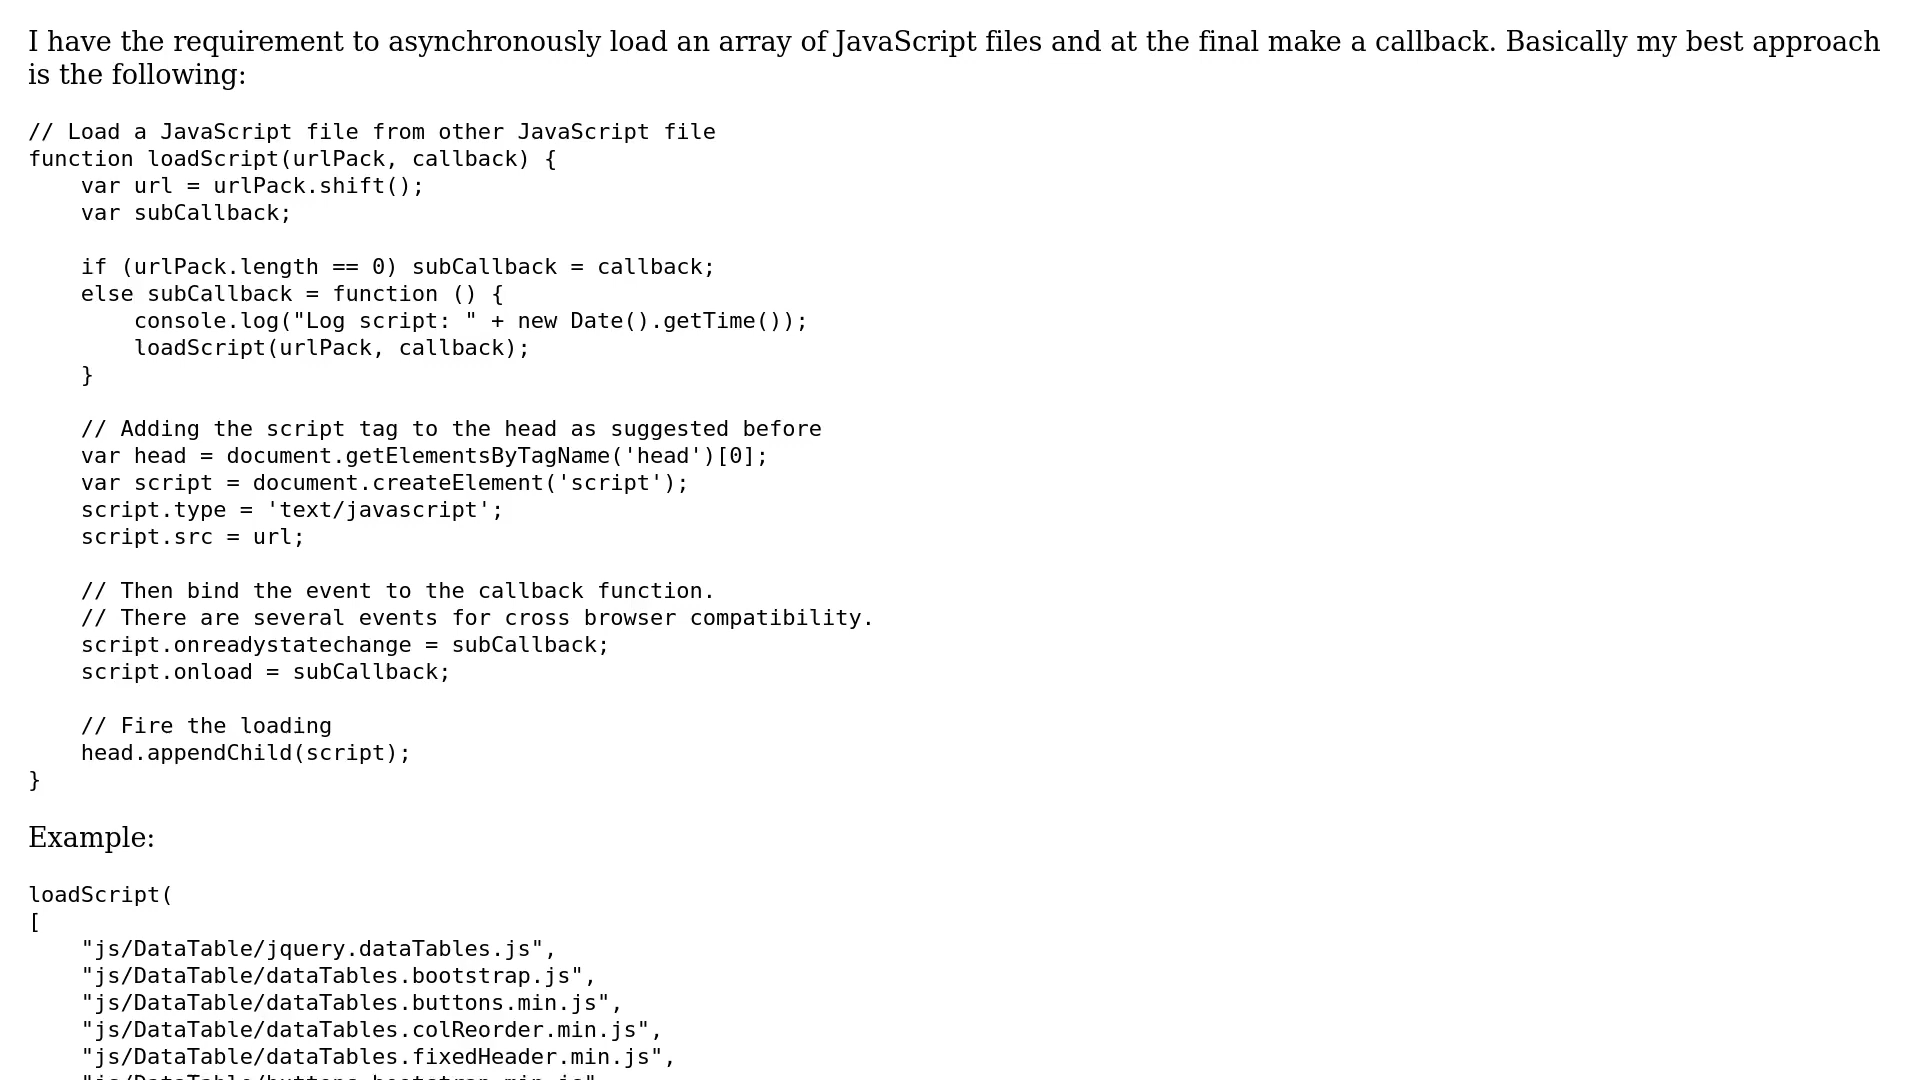 I have the requirement to asynchronously load an array of JavaScript files and at the final make a callback. Basically my best approach
is the following:
// Load a JavaScript file from other JavaScript file
function loadScript(urlPack, callback) {
    var url = urlPack.shift();
    var subCallback;

    if (urlPack.length == 0) subCallback = callback;
    else subCallback = function () {
        console.log("Log script: " + new Date().getTime());
        loadScript(urlPack, callback);
    }

    // Adding the script tag to the head as suggested before
    var head = document.getElementsByTagName('head')[0];
    var script = document.createElement('script');
    script.type = 'text/javascript';
    script.src = url;

    // Then bind the event to the callback function.
    // There are several events for cross browser compatibility.
    script.onreadystatechange = subCallback;
    script.onload = subCallback;

    // Fire the loading
    head.appendChild(script);
}
Example:
loadScript(
[
    "js/DataTable/jquery.dataTables.js",
    "js/DataTable/dataTables.bootstrap.js",
    "js/DataTable/dataTables.buttons.min.js",
    "js/DataTable/dataTables.colReorder.min.js",
    "js/DataTable/dataTables.fixedHeader.min.js",